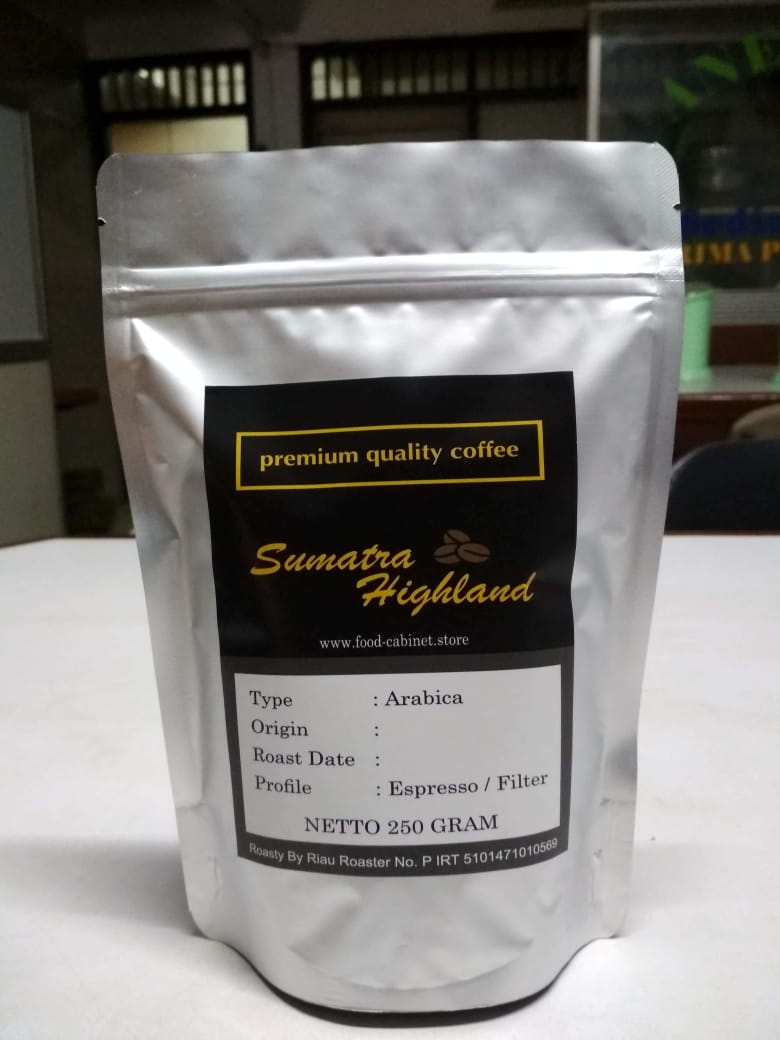 premium quality coffee
Sumatra
Highland
www.food-cabinet.store
Type : Arabica
Origin :
Roast Date :
Profile : Espresso / Filter
NETTO 250 GRAM
Roasty By Riau Roaster No. P IRT 5101471010569